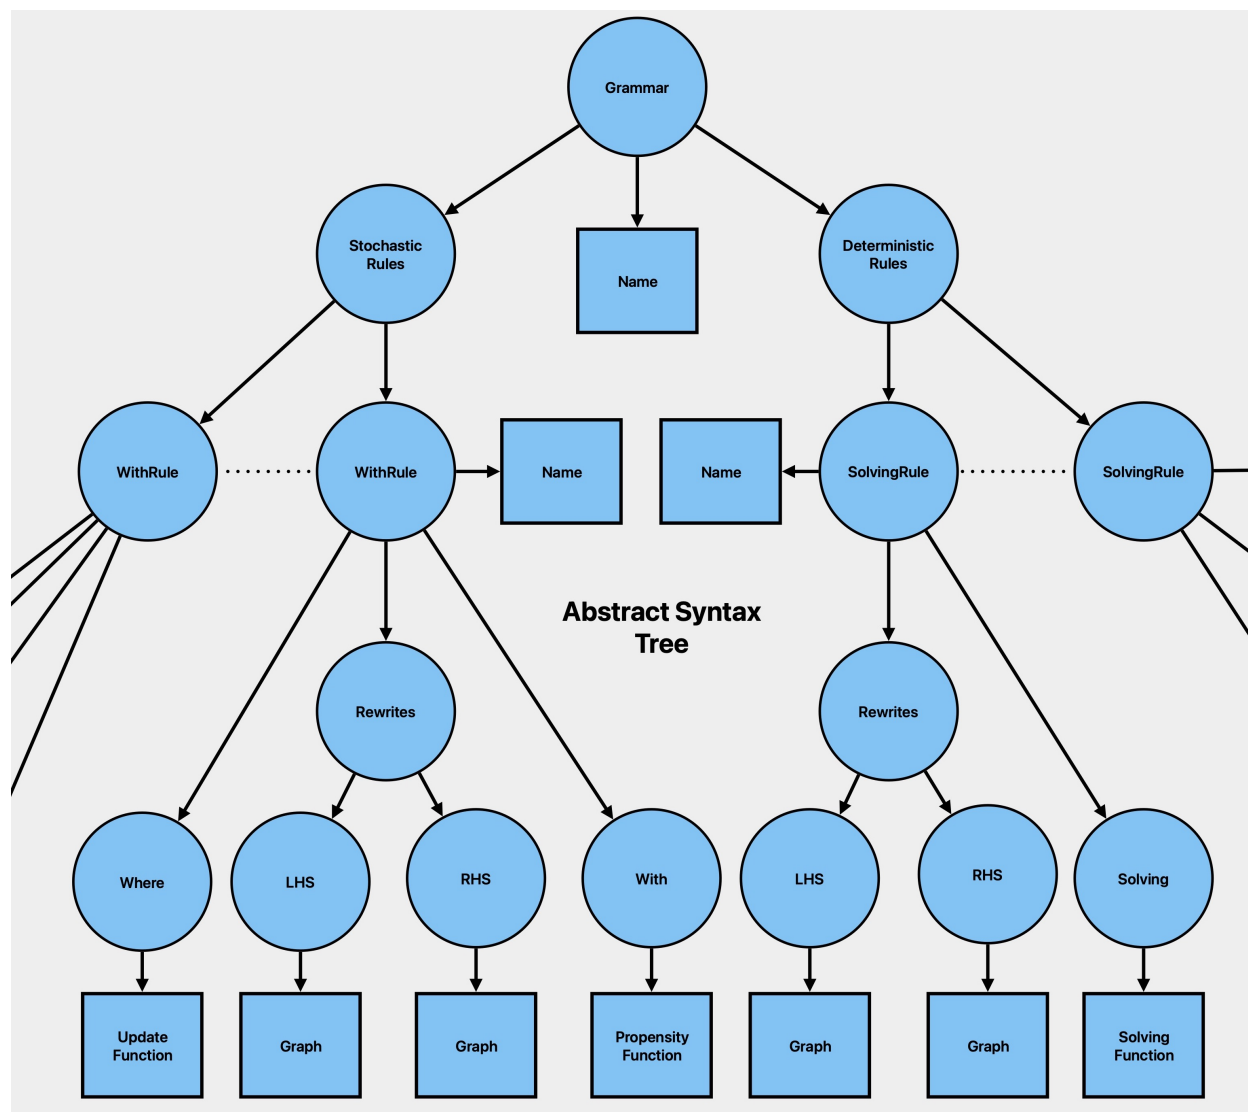 Grammar
Stochastic
Rules
Name
Deterministic
Rules
WithRule
WithRule
Name
Name
SolvingRule
SolvingRule
Abstract Syntax
Tree
Rewrites
Rewrites
Where
LHS
RHS
With
LHS
RHS
Solving
Update
Function
Graph
Graph
Propensity
Function
Graph
Graph
Solving
Function